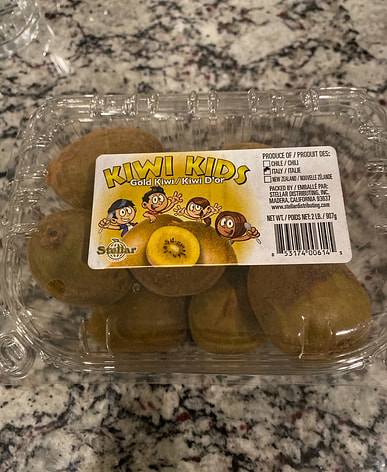 KIWI KIDS
Gold Kiwi / Kiwi D'or
Stellar
PRODUCE OF / PRODUIT DES:
CHILE / CHILI
ITALY / ITALIE
NEW ZEALAND / NOUVELLE ZÉLANDE
PACKED BY / EMBALLÉ PAR:
STELLAR DISTRIBUTING, INC.
MADERA, CALIFORNIA 93637
www.stellardistributing.com
NET WT. / POIDS NET: 2 LB. / 907g
8 53174 00614 9